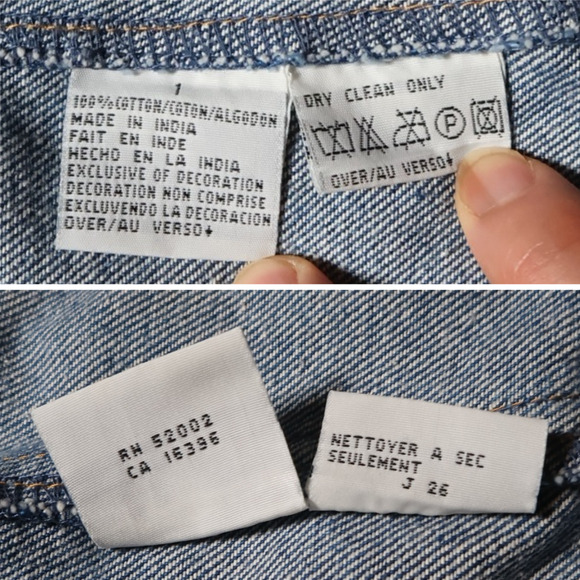 1
100%COTTON/COTON/ALGODON
MADE IN INDIA
FAIT EN INDE
HECHO EN LA INDIA
EXCLUSIVE OF DECORATION
DECORATION NON COMPRISE
EXCLUYENDO LA DECORACION
OVER/AU VERSO↓
DRY CLEAN ONLY
P
OVER/AU VERSO↓
RN 52002
CA 16396
NETTOYER A SEC
SEULEMENT
J 26